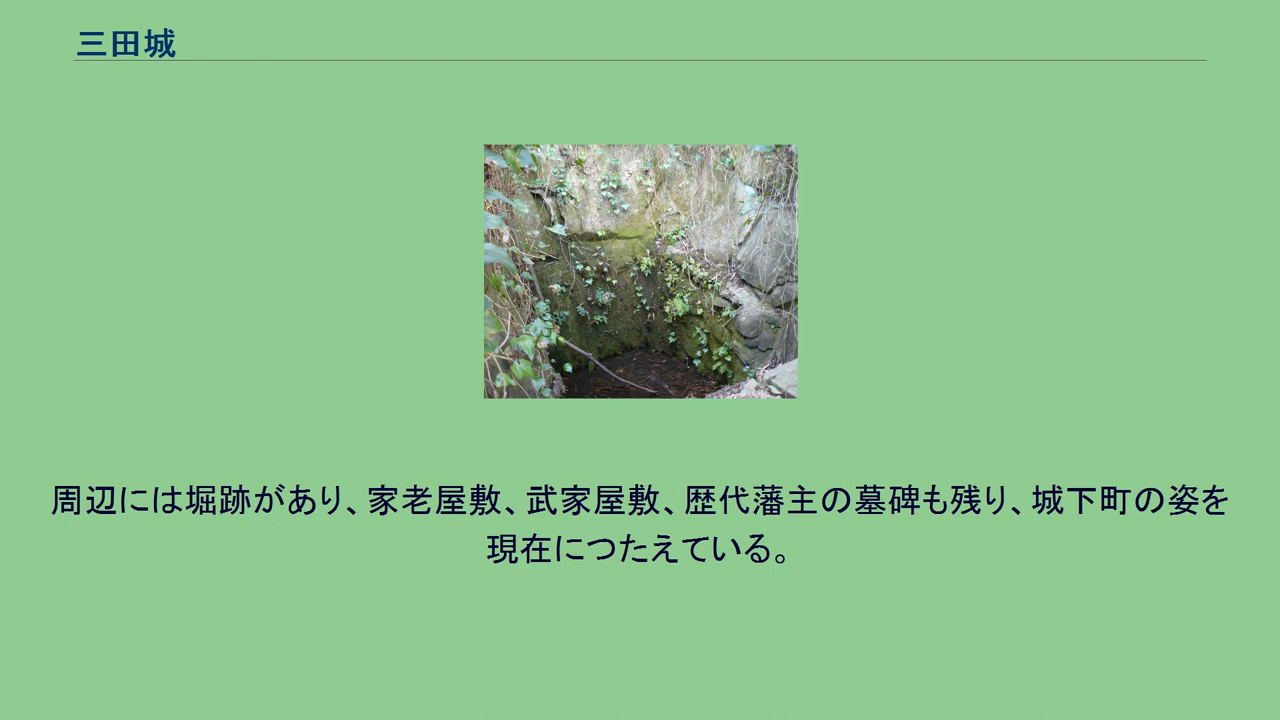 三田城
周辺には堀跡があり、家老屋敷、武家屋敷、歴代藩主の墓碑も残り、城下町の姿を
現在につたえている。